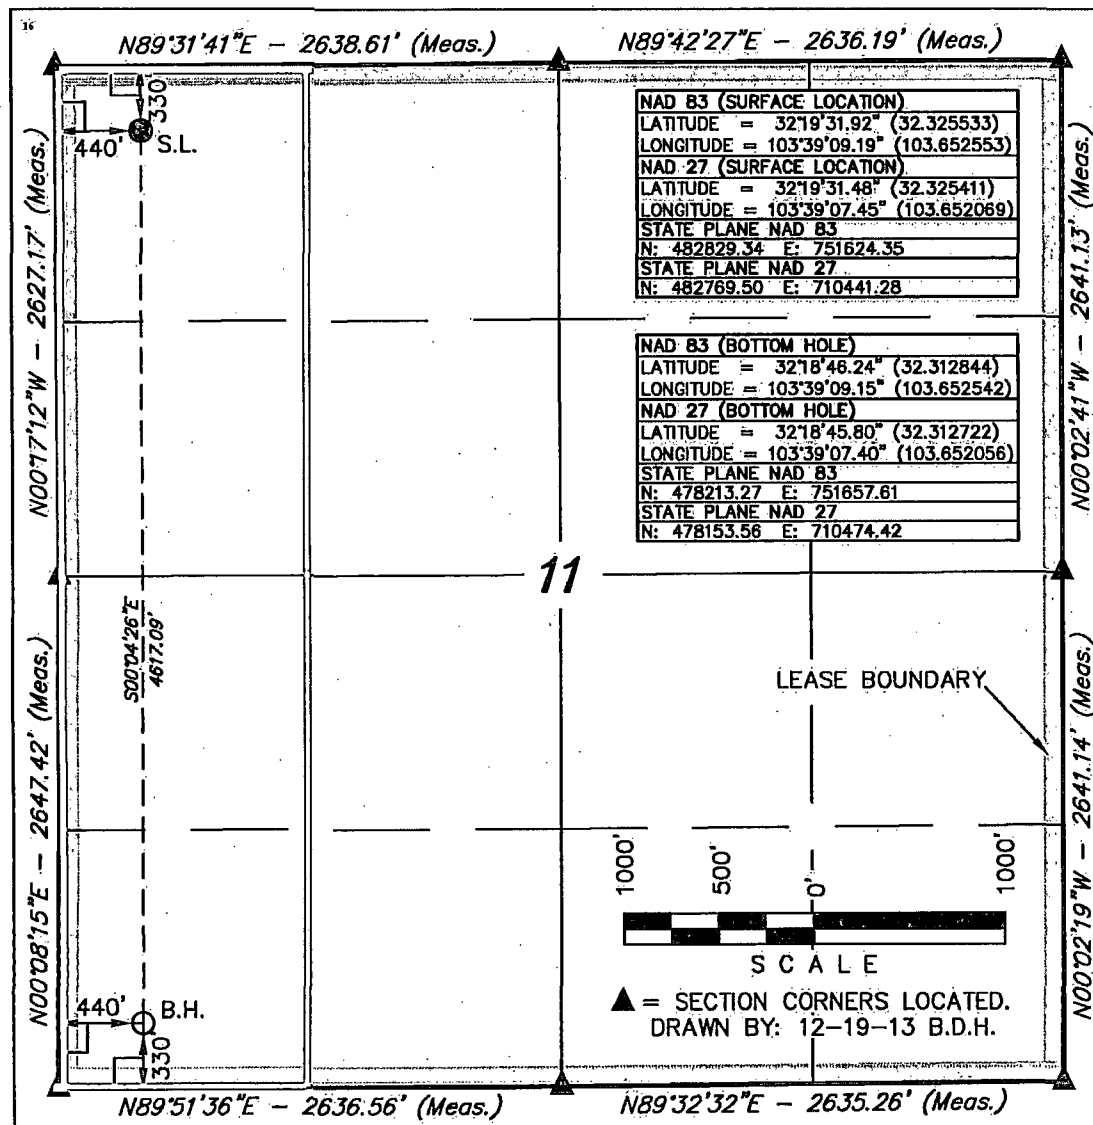 16
N89°31'41"E - 2638.61' (Meas.)
N89°42'27"E - 2636.19' (Meas.)
330'
440'
S.L.
N00°17'12"W - 2627.17' (Meas.)
NAD 83 (SURFACE LOCATION)
LATITUDE = 32°19'31.92" (32.325533)
LONGITUDE = 103°39'09.19" (103.652553)
NAD 27 (SURFACE LOCATION)
LATITUDE = 32°19'31.48" (32.325411)
LONGITUDE = 103°39'07.45" (103.652069)
STATE PLANE NAD 83
N: 482829.34 E: 751624.35
STATE PLANE NAD 27
N: 482769.50 E: 710441.28
N00°02'41"W - 2641.13' (Meas.)
NAD 83 (BOTTOM HOLE)
LATITUDE = 32°18'46.24" (32.312844)
LONGITUDE = 103°39'09.15" (103.652542)
NAD 27 (BOTTOM HOLE)
LATITUDE = 32°18'45.80" (32.312722)
LONGITUDE = 103°39'07.40" (103.652056)
STATE PLANE NAD 83
N: 478213.27 E: 751657.61
STATE PLANE NAD 27
N: 478153.56 E: 710474.42
11
S00°04'26"E
4617.09'
LEASE BOUNDARY
N00°08'15"E - 2647.42' (Meas.)
N00°02'19"W - 2641.14' (Meas.)
1000' 500' 0' 1000'
SCALE
440'
B.H.
330'
▲ = SECTION CORNERS LOCATED.
DRAWN BY: 12-19-13 B.D.H.
N89°51'36"E - 2636.56' (Meas.)
N89°32'32"E - 2635.26' (Meas.)